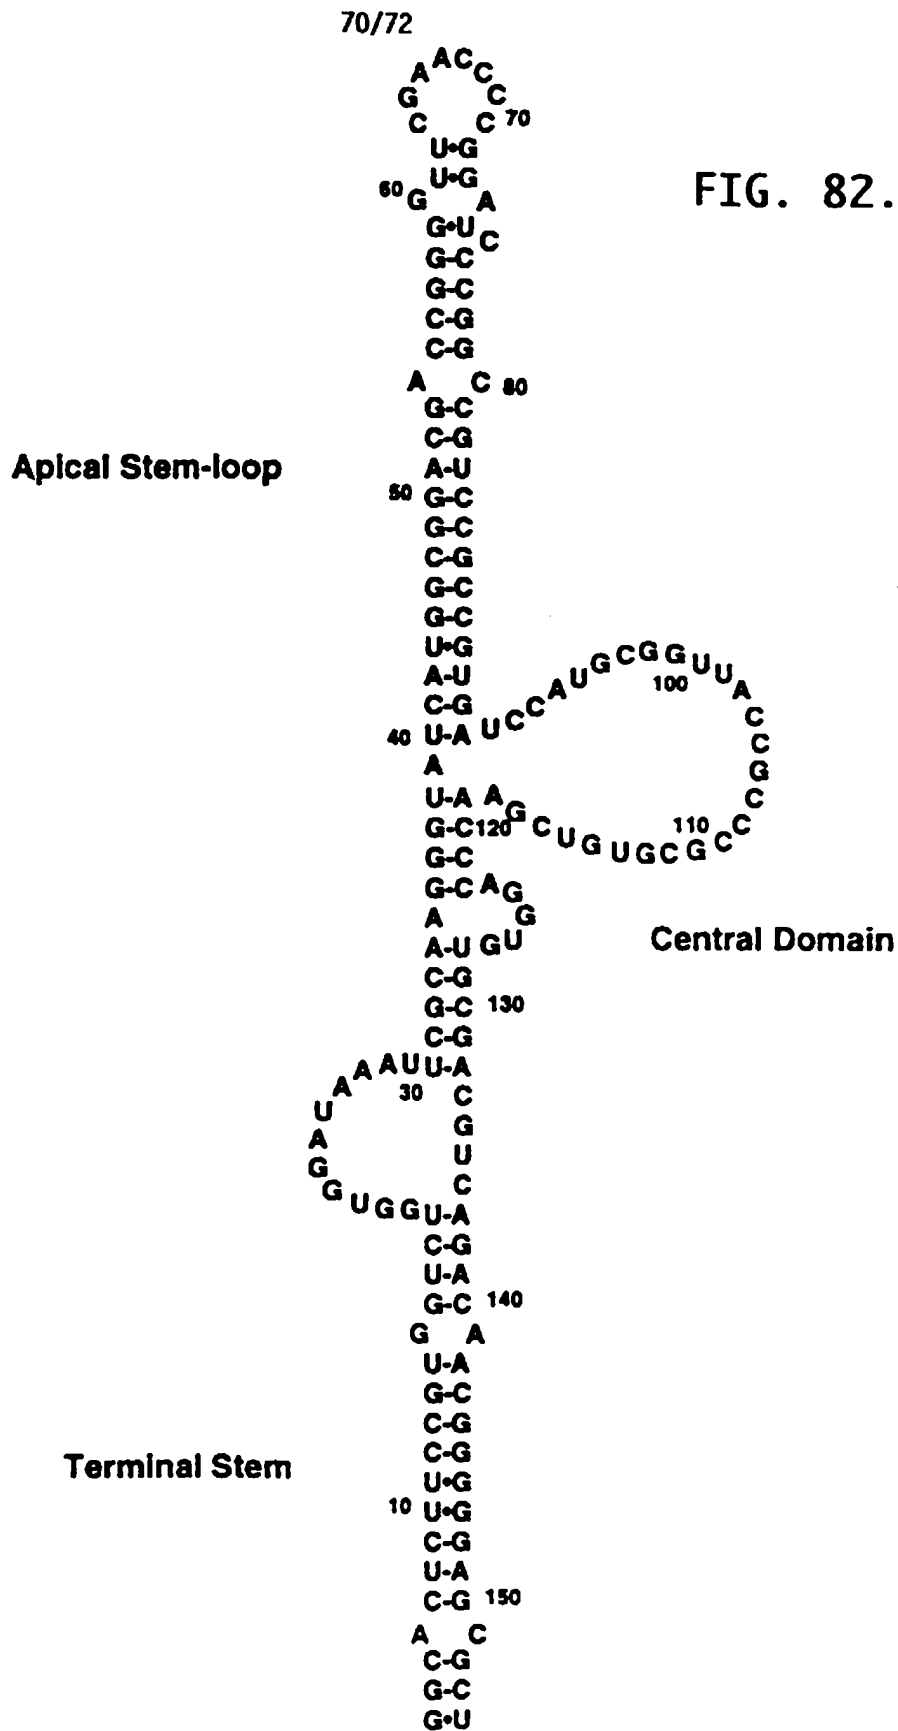 70/72
A A C C
G C
C C 70
U•G
U•G
60 G A
FIG. 82.
G•U C
G-C
G-C
C-G
C-G
A C 80
G-C
C-G
Apical Stem-loop
A-U
50 G-C
G-C
C-G
G-C
G-C
U•G
A-U
C-G
40 U-A U C C A U G C G G U U A C C G C C C G C G U G U C G A A
100
110
A
U-A
G-C 120
G-C
G-C A G G U G
A
Central Domain
A-U
C-G
G-C 130
C-G
U A A A U U-A
30
A G G U G G
C
G
U
C
U-A
C-G
U-A
G-C 140
G A
U-A
G-C
C-G
Terminal Stem
C-G
U•G
10 U•G
C-G
U-A
C-G 150
A C
C-G
G-C
G•U